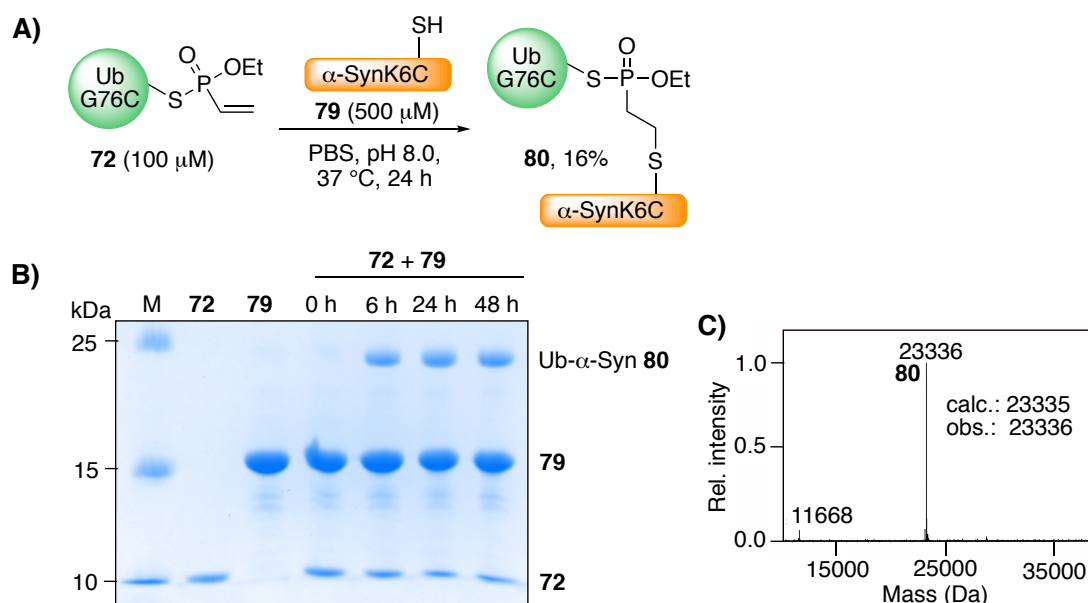 A)
Ub
G76C
S
O
P
OEt
72 (100 μM)
SH
α-SynK6C
79 (500 μM)
PBS, pH 8.0,
37 °C, 24 h
Ub
G76C
S
O
P
OEt
S
80, 16%
α-SynK6C
B)
72 + 79
kDa M 72 79 0 h 6 h 24 h 48 h
25
Ub-α-Syn 80
15
79
10
72
C)
Rel. intensity
1.0
0.5
0.0
23336
80
calc.: 23335
obs.: 23336
11668
15000 25000 35000
Mass (Da)